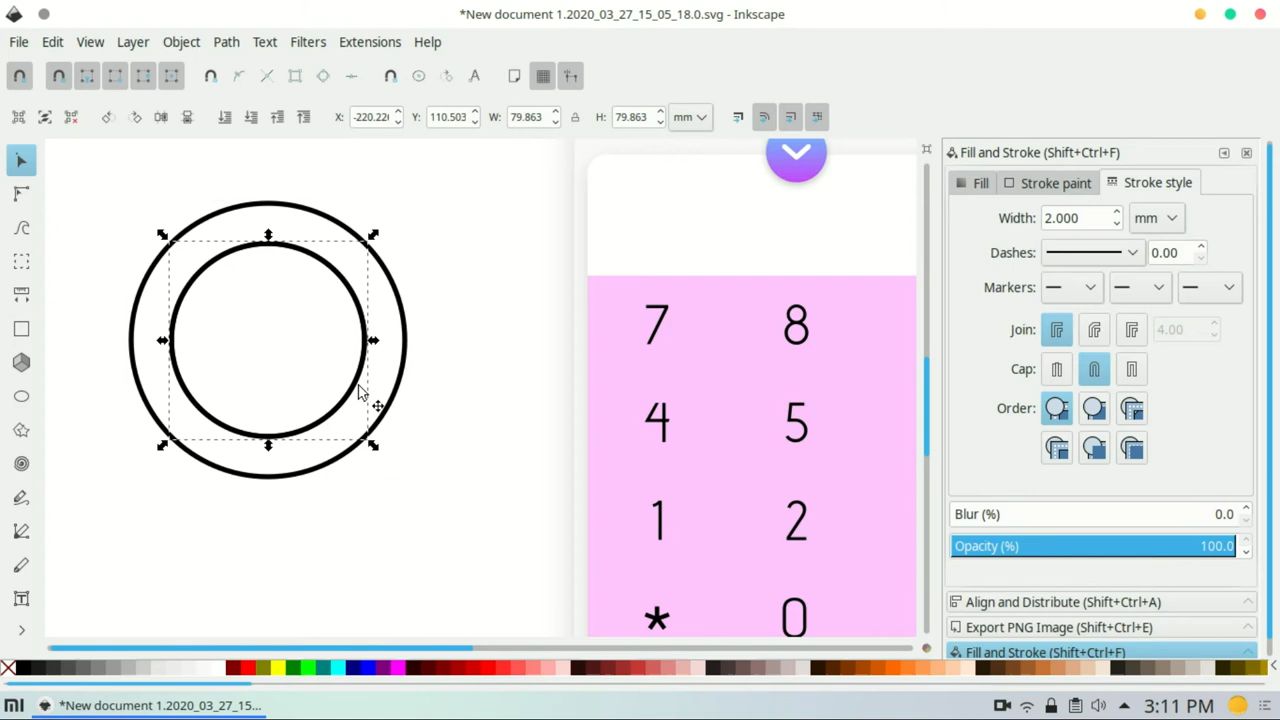 *New document 1.2020_03_27_15_05_18.0.svg - Inkscape
File Edit View Layer Object Path Text Filters Extensions Help
X: -220.22 Y: 110.503 W: 79.863 H: 79.863 mm
Fill and Stroke (Shift+Ctrl+F)
Fill Stroke paint Stroke style
Width: 2.000 mm
Dashes: 0.00
Markers:
Join: 4.00
Cap:
Order:
Blur (%) 0.0
Opacity (%) 100.0
Align and Distribute (Shift+Ctrl+A)
Export PNG Image (Shift+Ctrl+E)
Fill and Stroke (Shift+Ctrl+F)
7 8
4 5
1 2
* 0
*New document 1.2020_03_27_15...
3:11 PM